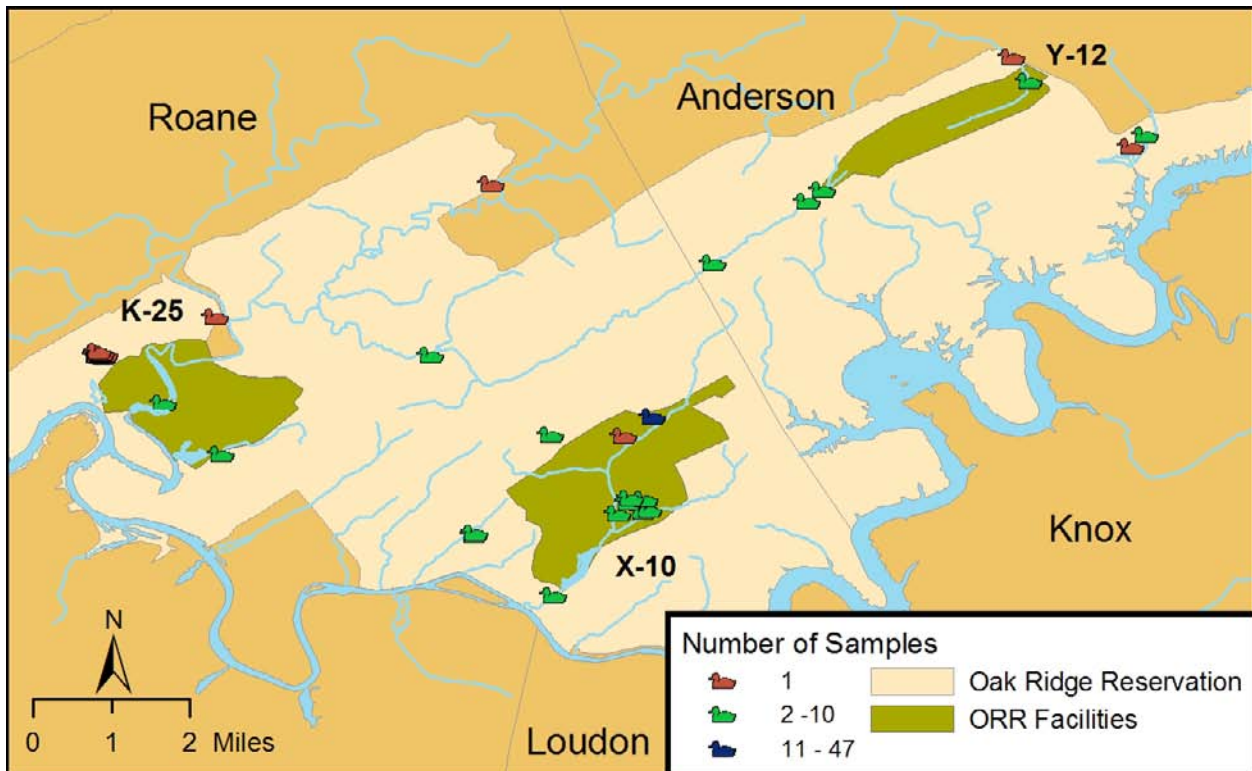 Y-12
Anderson
Roane
K-25
Knox
X-10
N
0 1 2 Miles
Loudon
Number of Samples
1
2 -10
11 - 47
Oak Ridge Reservation
ORR Facilities